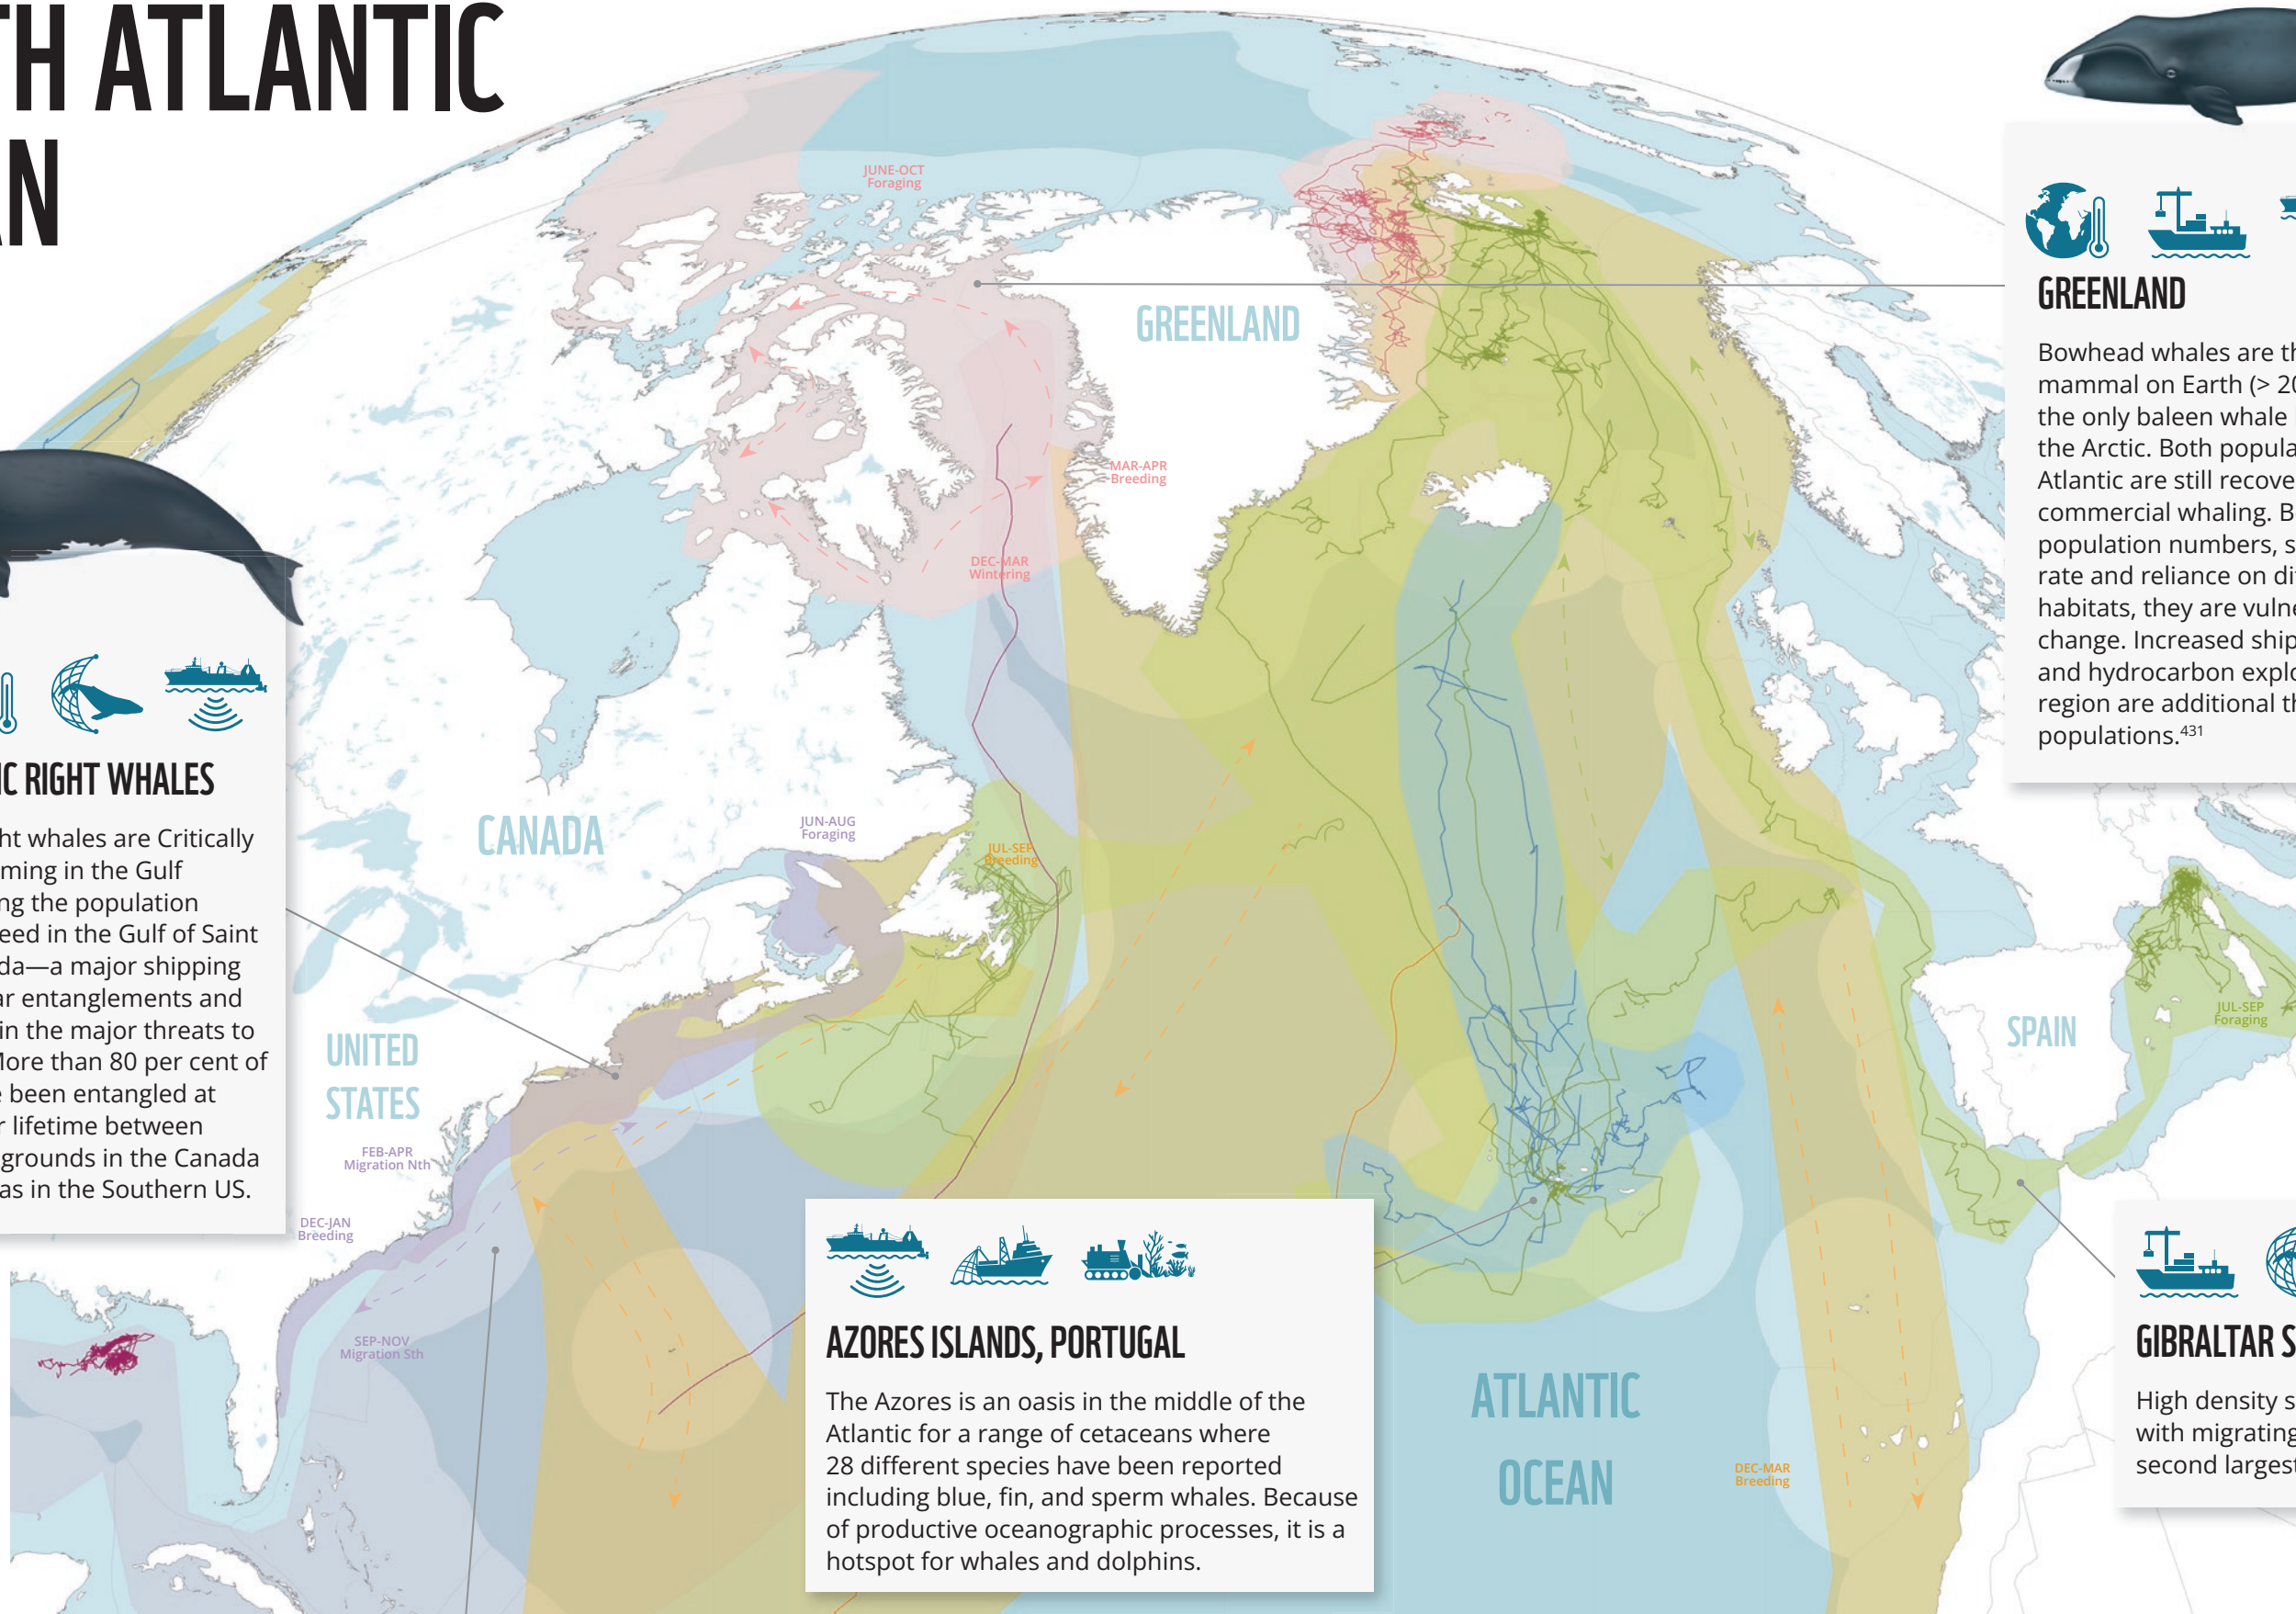 TH ATLANTIC
AN
JUNE-OCT
Foraging
GREENLAND
MAR-APR
Breeding
DEC-MAR
Wintering
CANADA
JUN-AUG
Foraging
JUL-SEP
Breeding
UNITED
STATES
FEB-APR
Migration Nth
DEC-JAN
Breeding
SEP-NOV
Migration Sth
SPAIN
JUL-SEP
Foraging
ATLANTIC
OCEAN
DEC-MAR
Breeding
IC RIGHT WHALES
ht whales are Critically
ming in the Gulf
ng the population
eed in the Gulf of Saint
da—a major shipping
ar entanglements and
in the major threats to
More than 80 per cent of
e been entangled at
r lifetime between
grounds in the Canada
as in the Southern US.
AZORES ISLANDS, PORTUGAL
The Azores is an oasis in the middle of the
Atlantic for a range of cetaceans where
28 different species have been reported
including blue, fin, and sperm whales. Because
of productive oceanographic processes, it is a
hotspot for whales and dolphins.
GREENLAND
Bowhead whales are th
mammal on Earth (> 20
the only baleen whale
the Arctic. Both popula
Atlantic are still recove
commercial whaling. B
population numbers, s
rate and reliance on di
habitats, they are vulne
change. Increased ship
and hydrocarbon explo
region are additional th
populations.431
GIBRALTAR S
High density s
with migrating
second largest